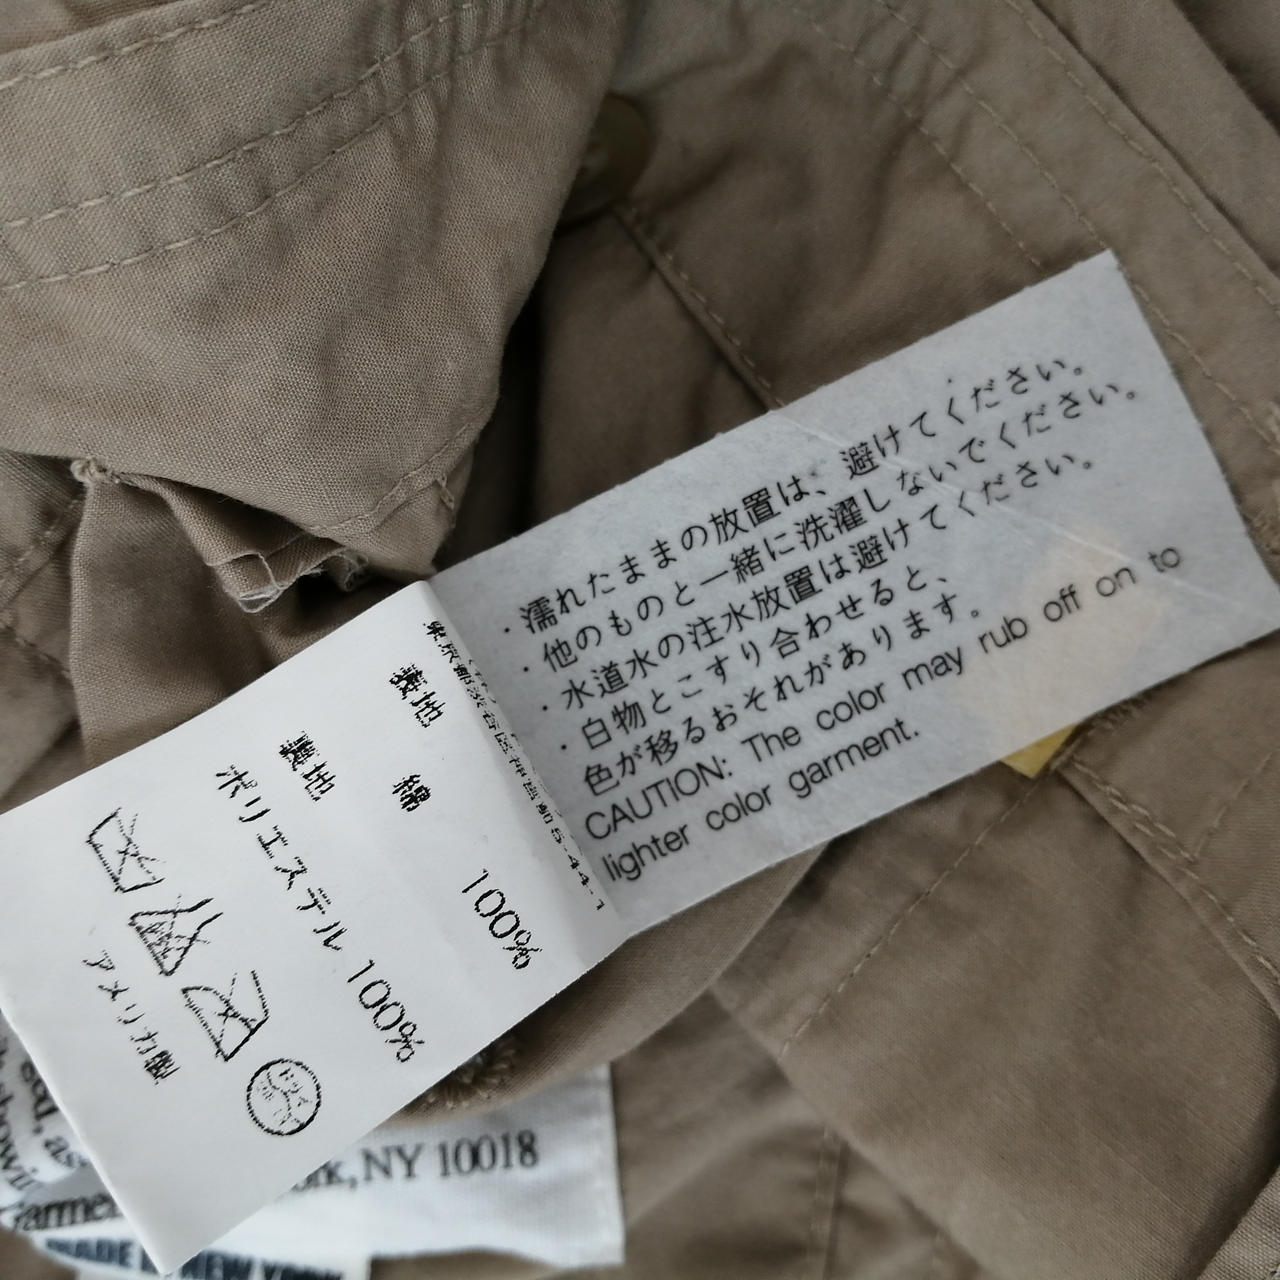 ・濡れたままの放置は、避けてください。
・他のものと一緒に洗濯しないでください。
・水道水の注水放置は避けてください。
・白物とこすり合わせると、
色が移るおそれがあります。
CAUTION: The color may rub off on to
lighter color garment.
綿 100%
ポリエステル 100%
アメリカ製
NY 10018
MADE NEW YORK